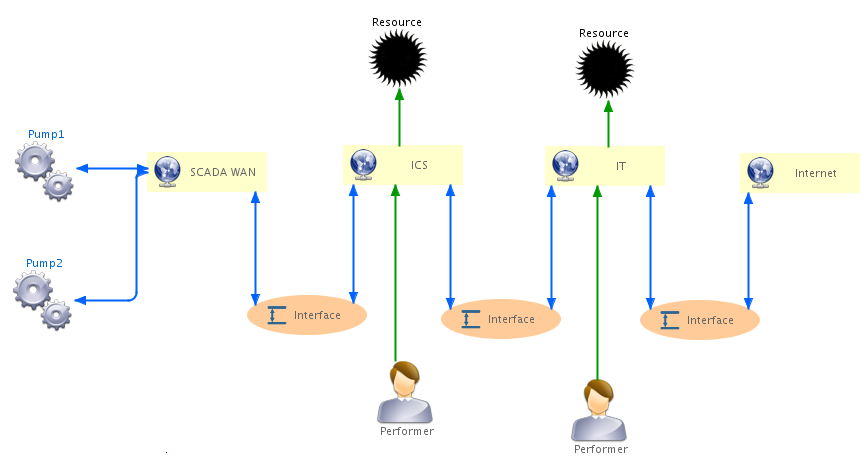 Resource
Resource
Pump1
SCADA WAN
ICS
IT
Internet
Pump2
Interface
Interface
Interface
Performer
Performer